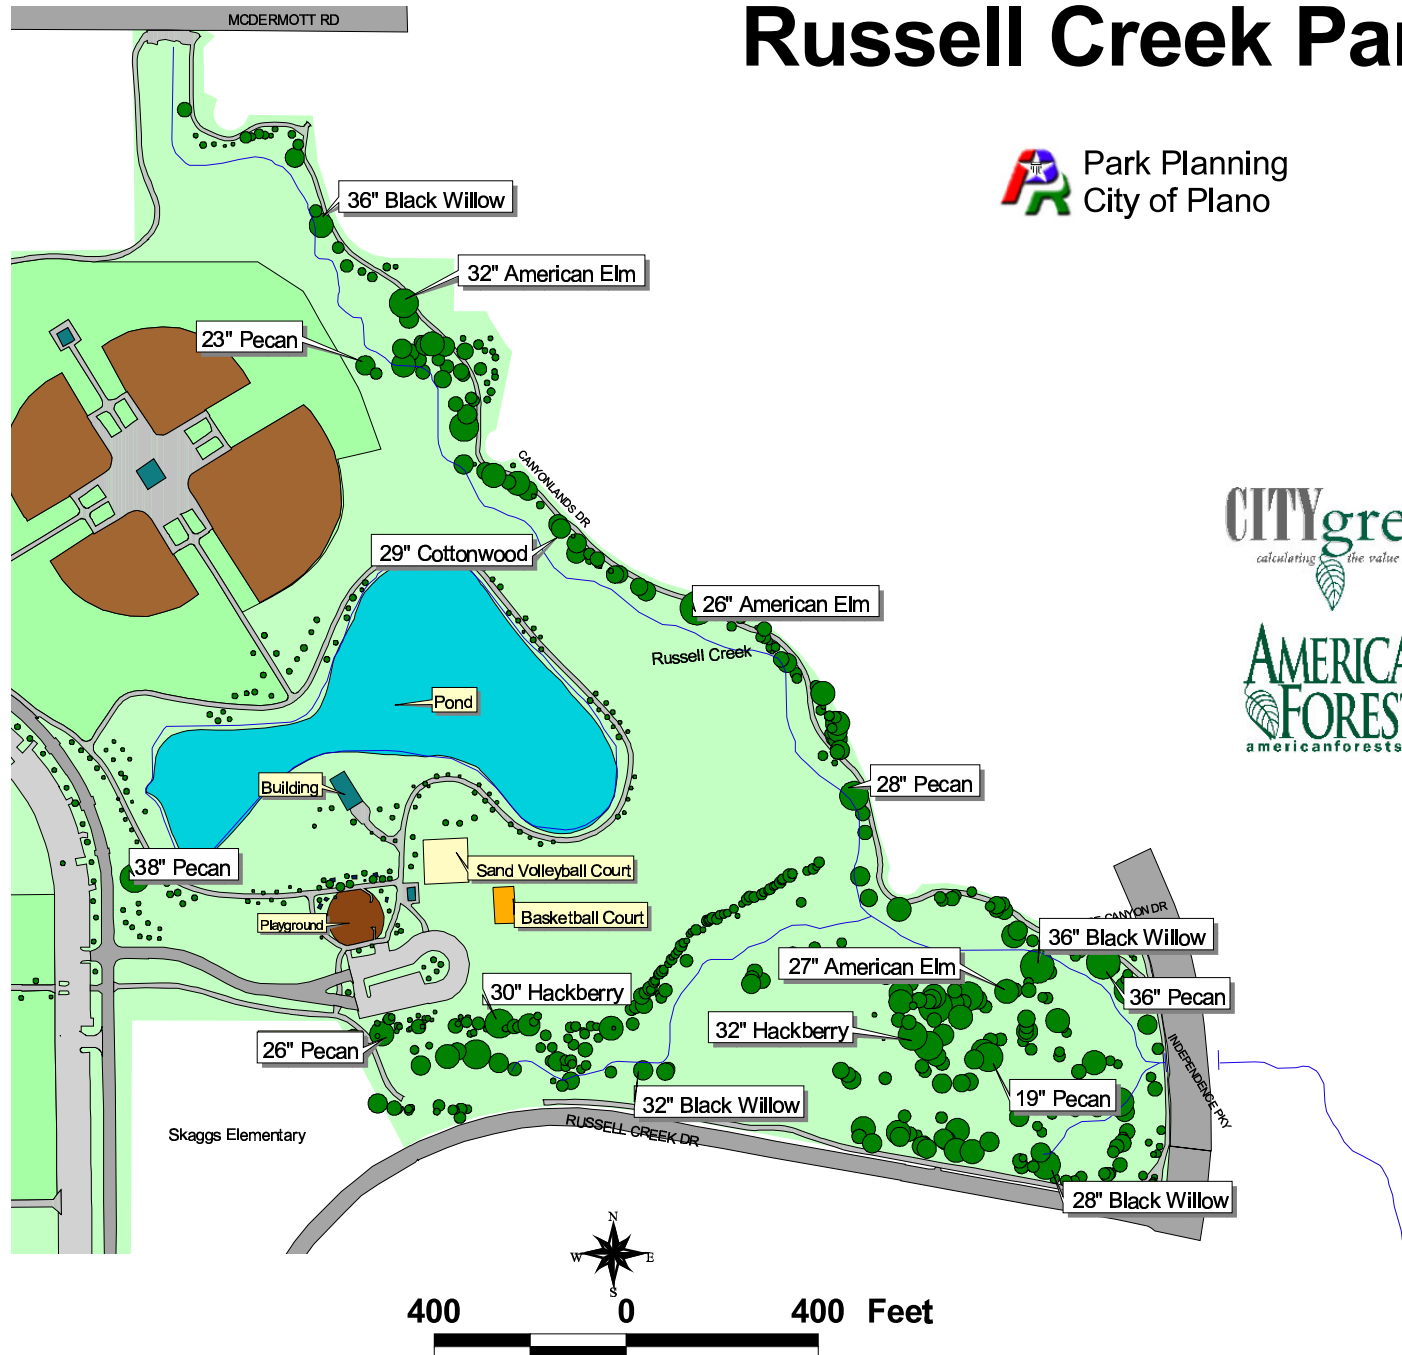 MCDERMOTT RD
Russell Creek Par
Park Planning
City of Plano
36" Black Willow
32" American Elm
23" Pecan
CANYONLANDS DR
CITYgre
calculating the value
29" Cottonwood
26" American Elm
AMERICA
FOREST
americanforests
Russell Creek
Pond
28" Pecan
Building
38" Pecan
Sand Volleyball Court
Playground
Basketball Court
CANYON DR
36" Black Willow
27" American Elm
36" Pecan
30" Hackberry
32" Hackberry
26" Pecan
INDEPENDENCE PKY
19" Pecan
32" Black Willow
RUSSELL CREEK DR
Skaggs Elementary
28" Black Willow
N
W E
S
400 0 400 Feet